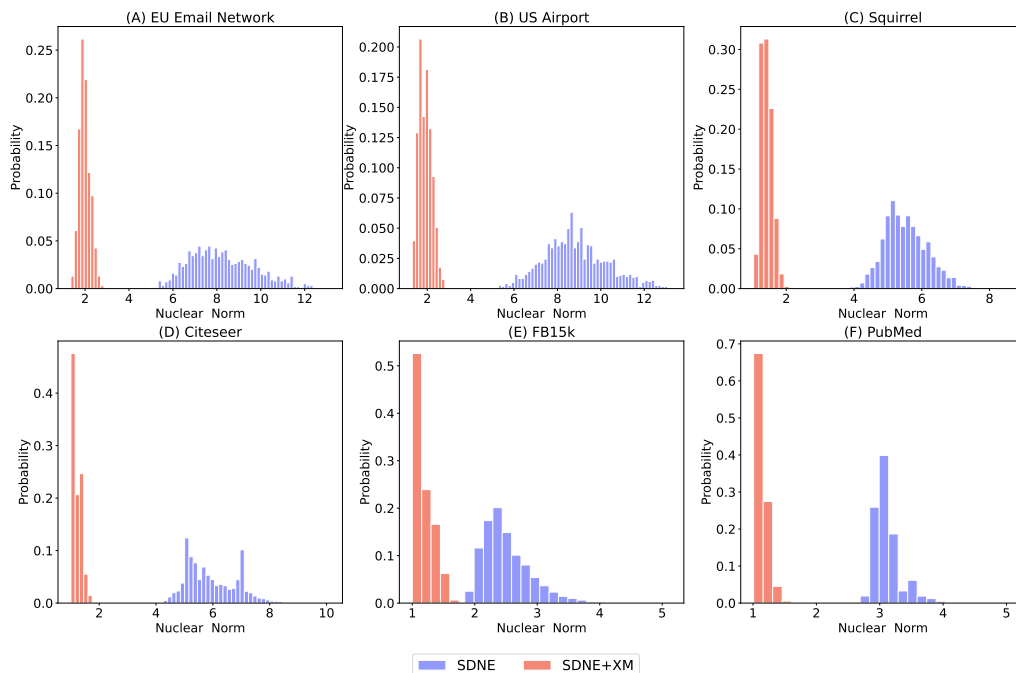 (A) EU Email Network
(B) US Airport
(C) Squirrel
0.25
0.20
0.15
0.10
0.05
0.00
Probability
2 4 6 8 10 12
Nuclear Norm
0.200
0.175
0.150
0.125
0.100
0.075
0.050
0.025
0.000
Probability
2 4 6 8 10 12
Nuclear Norm
0.30
0.25
0.20
0.15
0.10
0.05
0.00
Probability
2 4 6 8
Nuclear Norm
(D) Citeseer
(E) FB15k
(F) PubMed
0.4
0.3
0.2
0.1
0.0
Probability
2 4 6 8 10
Nuclear Norm
0.5
0.4
0.3
0.2
0.1
0.0
Probability
1 2 3 4 5
Nuclear Norm
0.7
0.6
0.5
0.4
0.3
0.2
0.1
0.0
Probability
1 2 3 4 5
Nuclear Norm
SDNE SDNE+XM